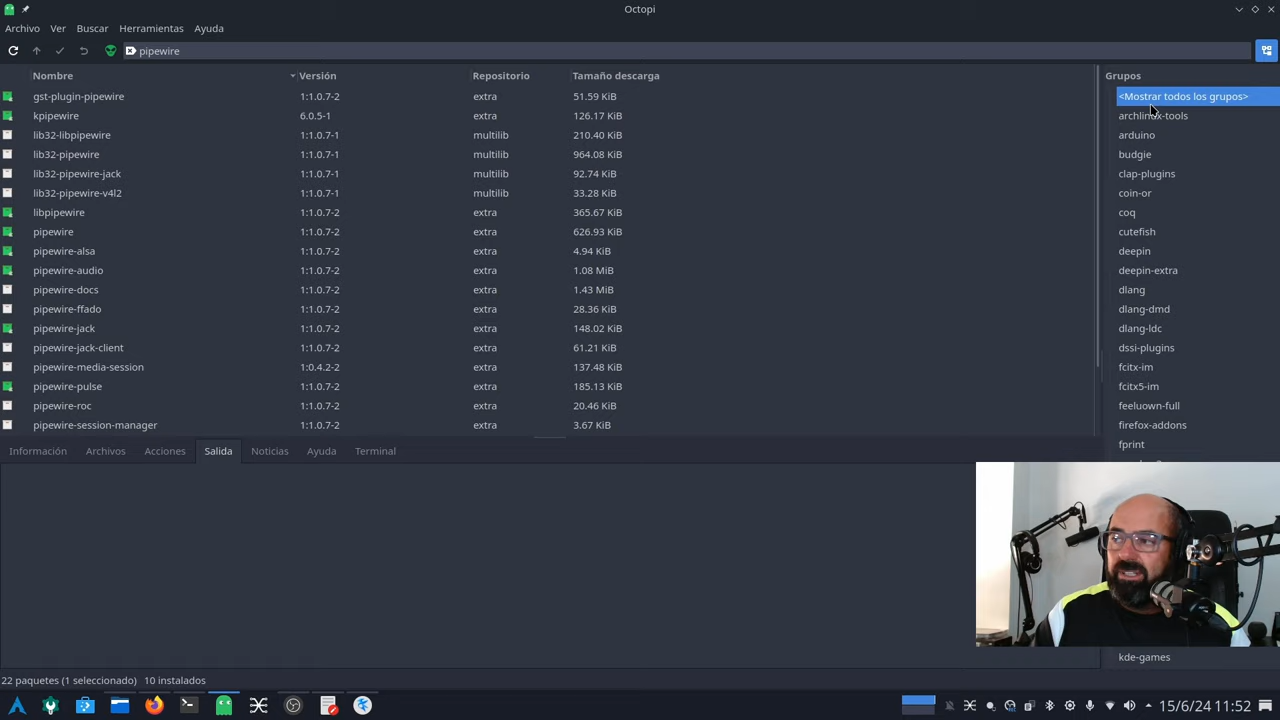 Octopi
Archivo Ver Buscar Herramientas Ayuda
pipewire
Nombre Versión Repositorio Tamaño descarga
gst-plugin-pipewire 1:1.0.7-2 extra 51.59 KiB
kpipewire 6.0.5-1 extra 126.17 KiB
lib32-libpipewire 1:1.0.7-1 multilib 210.40 KiB
lib32-pipewire 1:1.0.7-1 multilib 964.08 KiB
lib32-pipewire-jack 1:1.0.7-1 multilib 92.74 KiB
lib32-pipewire-v4l2 1:1.0.7-1 multilib 33.28 KiB
libpipewire 1:1.0.7-2 extra 365.67 KiB
pipewire 1:1.0.7-2 extra 626.93 KiB
pipewire-alsa 1:1.0.7-2 extra 4.94 KiB
pipewire-audio 1:1.0.7-2 extra 1.08 MiB
pipewire-docs 1:1.0.7-2 extra 1.43 MiB
pipewire-ffado 1:1.0.7-2 extra 28.36 KiB
pipewire-jack 1:1.0.7-2 extra 148.02 KiB
pipewire-jack-client 1:1.0.7-2 extra 61.21 KiB
pipewire-media-session 1:0.4.2-2 extra 137.48 KiB
pipewire-pulse 1:1.0.7-2 extra 185.13 KiB
pipewire-roc 1:1.0.7-2 extra 20.46 KiB
pipewire-session-manager 1:1.0.7-2 extra 3.67 KiB
Grupos
<Mostrar todos los grupos>
archlinux-tools
arduino
budgie
clap-plugins
coin-or
coq
cutefish
deepin
deepin-extra
dlang
dlang-dmd
dlang-ldc
dssi-plugins
fcitx-im
fcitx5-im
feeluown-full
firefox-addons
fprint
kde-games
Información Archivos Acciones Salida Noticias Ayuda Terminal
22 paquetes (1 seleccionado) 10 instalados
15/6/24 11:52